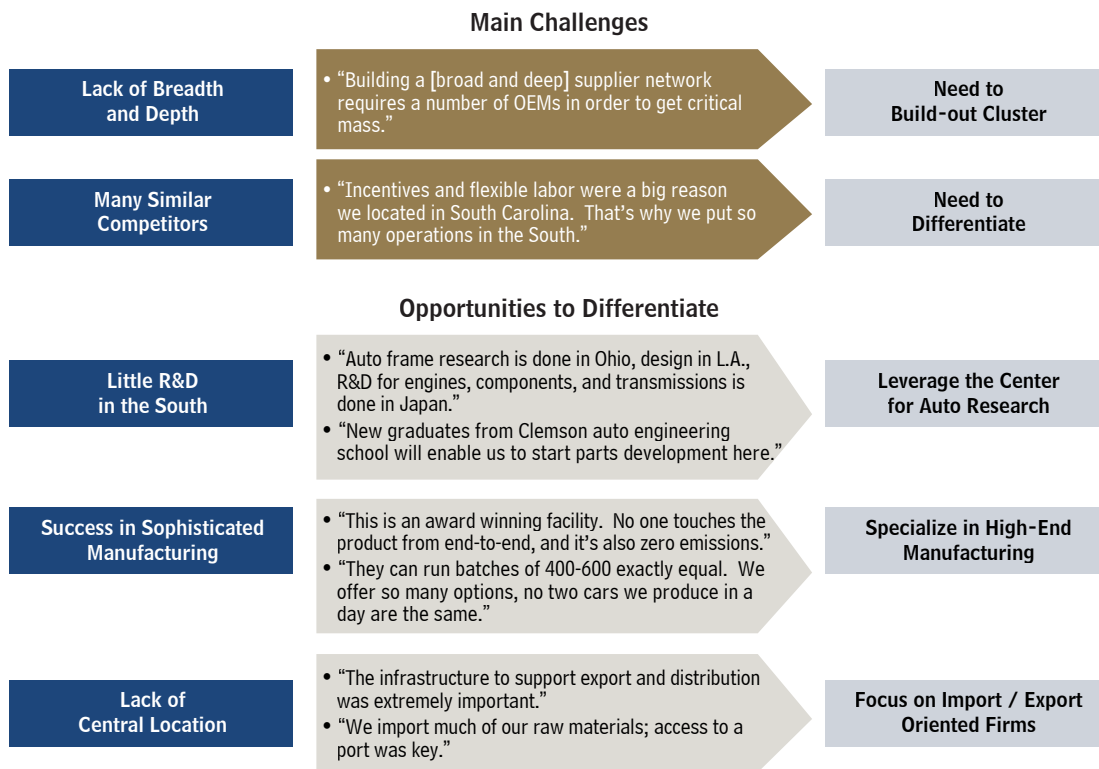 Main Challenges
Lack of Breadth
and Depth
• “Building a [broad and deep] supplier network
requires a number of OEMs in order to get critical
mass.”
Need to
Build-out Cluster
Many Similar
Competitors
• “Incentives and flexible labor were a big reason
we located in South Carolina.  That’s why we put so
many operations in the South.”
Need to
Differentiate
Opportunities to Differentiate
Little R&D
in the South
• “Auto frame research is done in Ohio, design in L.A.,
R&D for engines, components, and transmissions is
done in Japan.”
• “New graduates from Clemson auto engineering
school will enable us to start parts development here.”
Leverage the Center
for Auto Research
Success in Sophisticated
Manufacturing
• “This is an award winning facility.  No one touches the
product from end-to-end, and it’s also zero emissions.”
• “They can run batches of 400-600 exactly equal.  We
offer so many options, no two cars we produce in a
day are the same.”
Specialize in High-End
Manufacturing
Lack of
Central Location
• “The infrastructure to support export and distribution
was extremely important.”
• “We import much of our raw materials; access to a
port was key.”
Focus on Import / Export
Oriented Firms